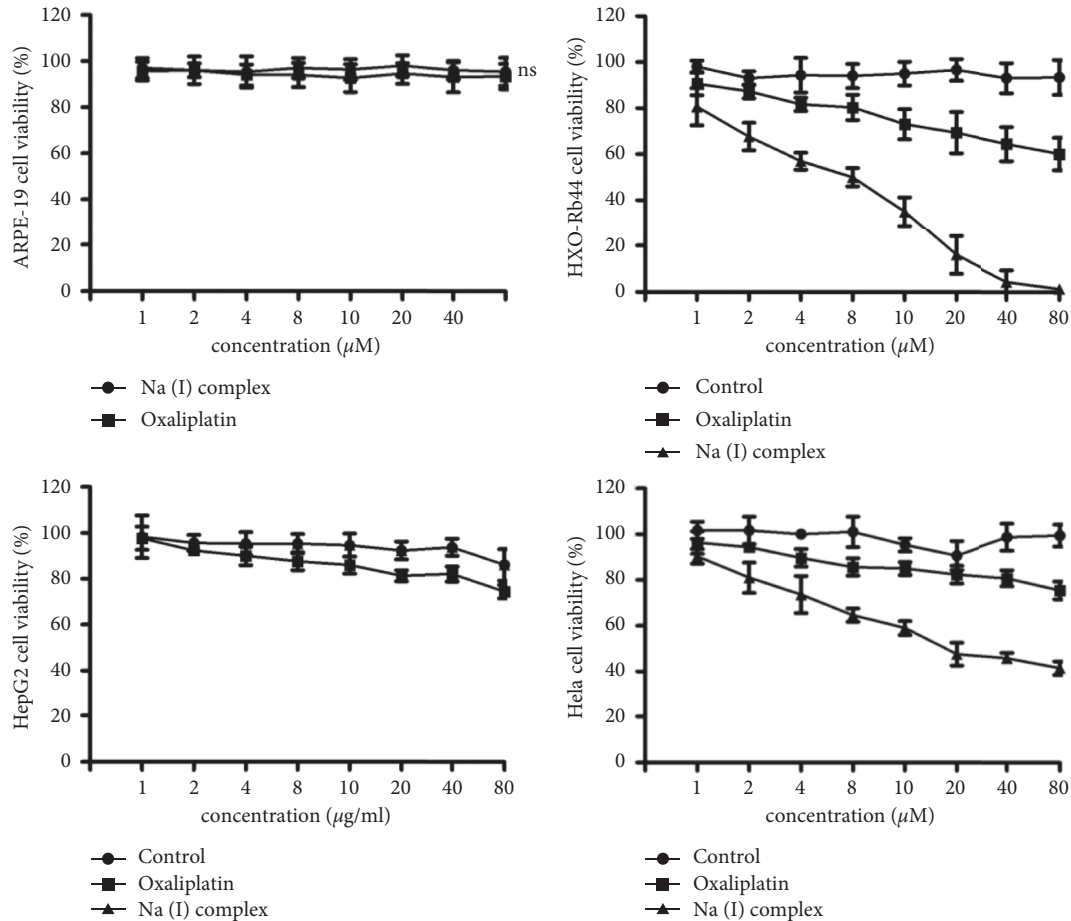 120
100
80
60
40
20
0
ARPE-19 cell viability (%)
ns
1 2 4 8 10 20 40
concentration (µM)
Na (I) complex
Oxaliplatin
120
100
80
60
40
20
0
HXO-Rb44 cell viability (%)
1 2 4 8 10 20 40 80
concentration (µM)
Control
Oxaliplatin
Na (I) complex
120
100
80
60
40
20
0
HepG2 cell viability (%)
1 2 4 8 10 20 40 80
concentration (µg/ml)
Control
Oxaliplatin
Na (I) complex
120
100
80
60
40
20
0
Hela cell viability (%)
1 2 4 8 10 20 40 80
concentration (µM)
Control
Oxaliplatin
Na (I) complex